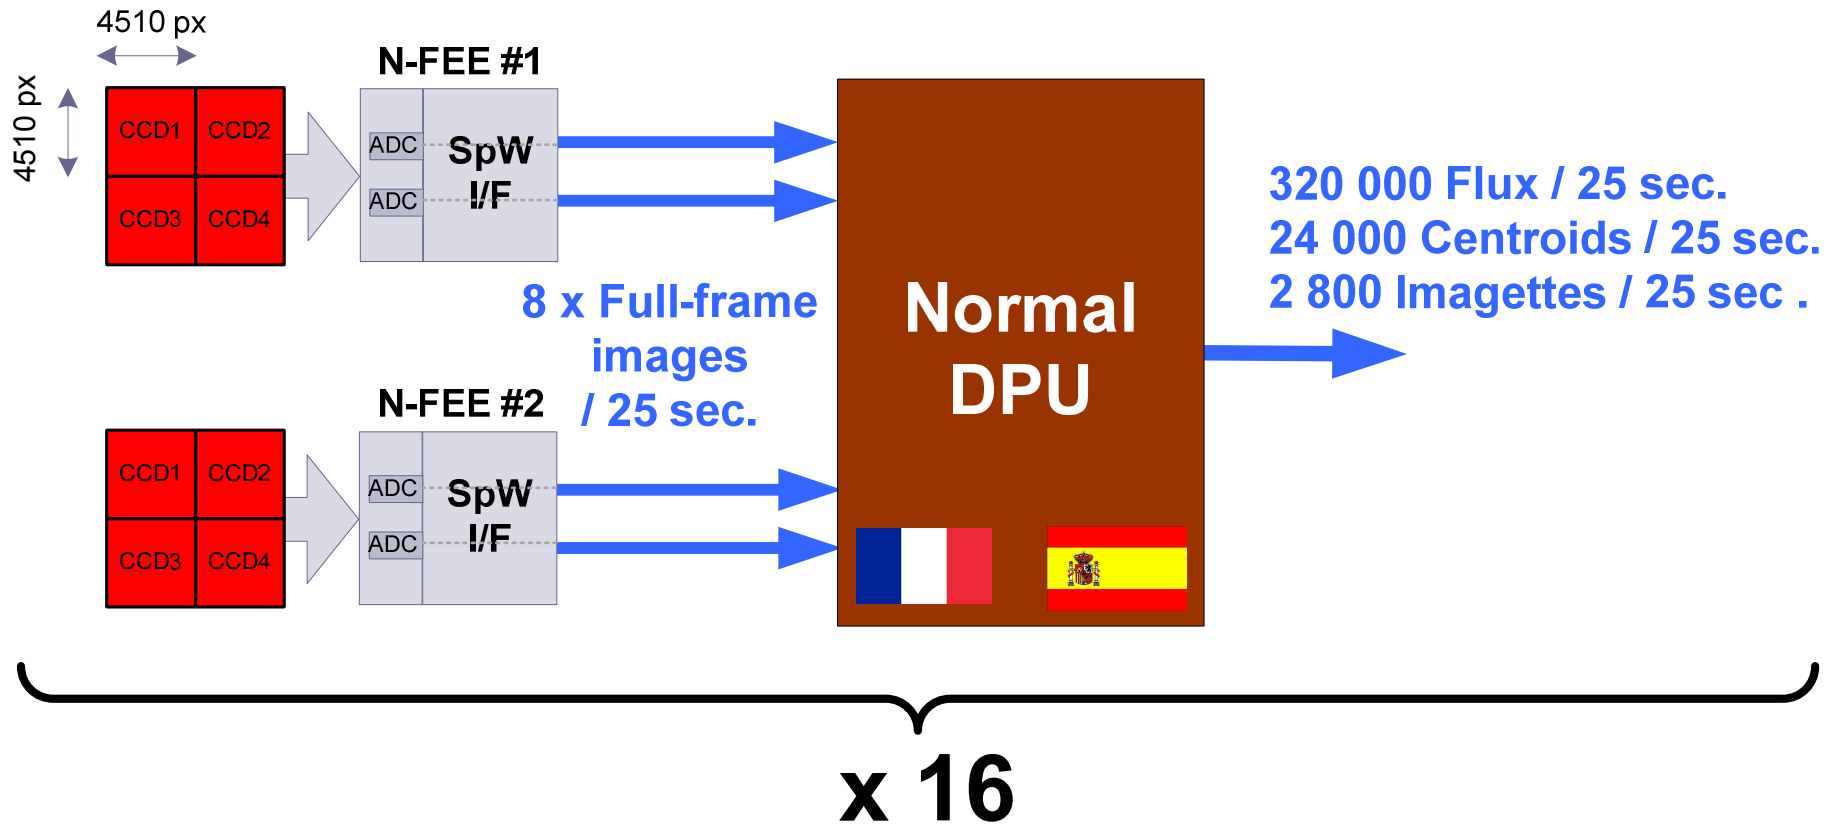 4510 px
4510 px
N-FEE #1
CCD1 CCD2
CCD3 CCD4
ADC
ADC
SpW
I/F
8 x Full-frame
images
/ 25 sec.
N-FEE #2
CCD1 CCD2
CCD3 CCD4
ADC
ADC
SpW
I/F
Normal
DPU
320 000 Flux / 25 sec.
24 000 Centroids / 25 sec.
2 800 Imagettes / 25 sec .
x 16